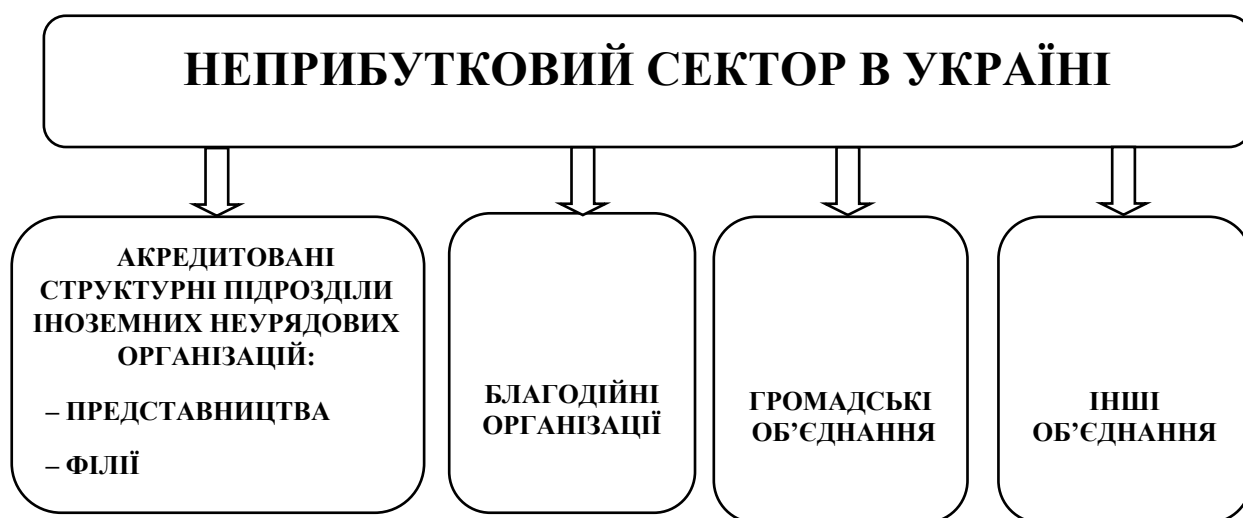 НЕПРИБУТКОВИЙ СЕКТОР В УКРАЇНІ
АКРЕДИТОВАНІ
СТРУКТУРНІ ПІДРОЗДІЛИ
ІНОЗЕМНИХ НЕУРЯДОВИХ
ОРГАНІЗАЦІЙ:
– ПРЕДСТАВНИЦТВА
– ФІЛІЇ
БЛАГОДІЙНІ
ОРГАНІЗАЦІЇ
ГРОМАДСЬКІ
ОБ’ЄДНАННЯ
ІНШІ
ОБ’ЄДНАННЯ